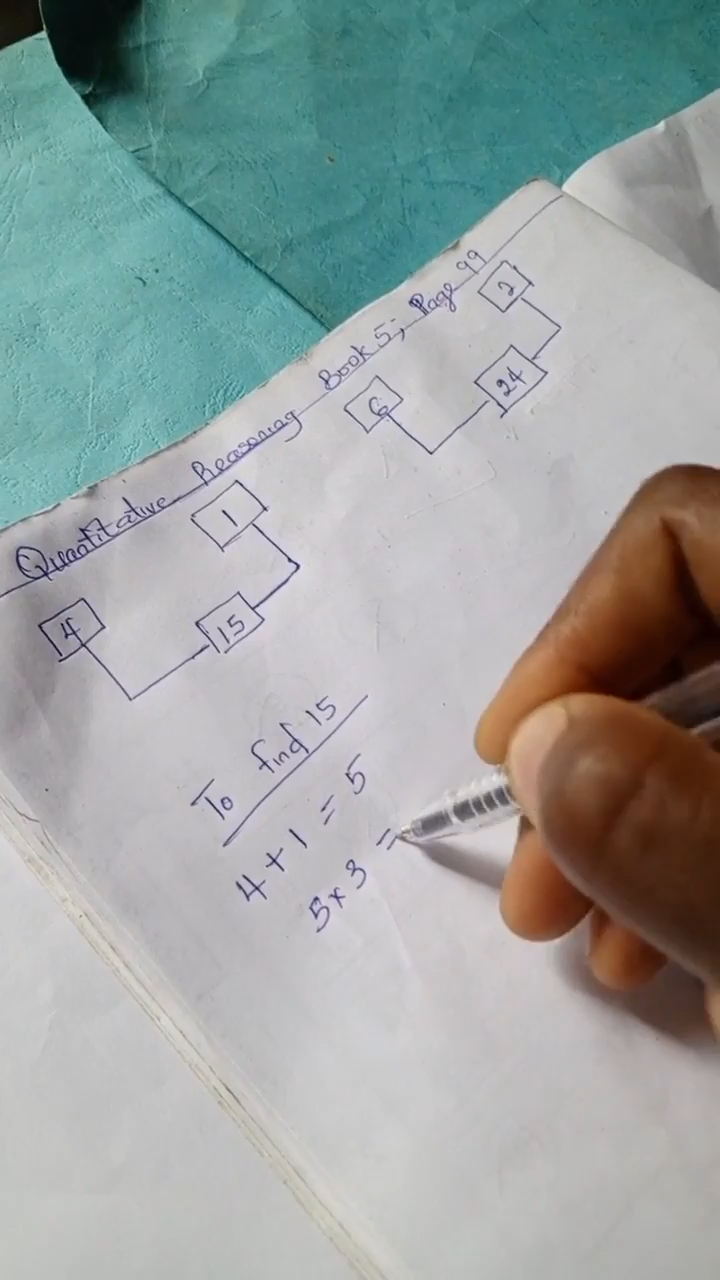 Quantitative Reasoning Book 5; Page 99
1
4
15
2
6
24
To find 15
4 + 1 = 5
5 x 3 =